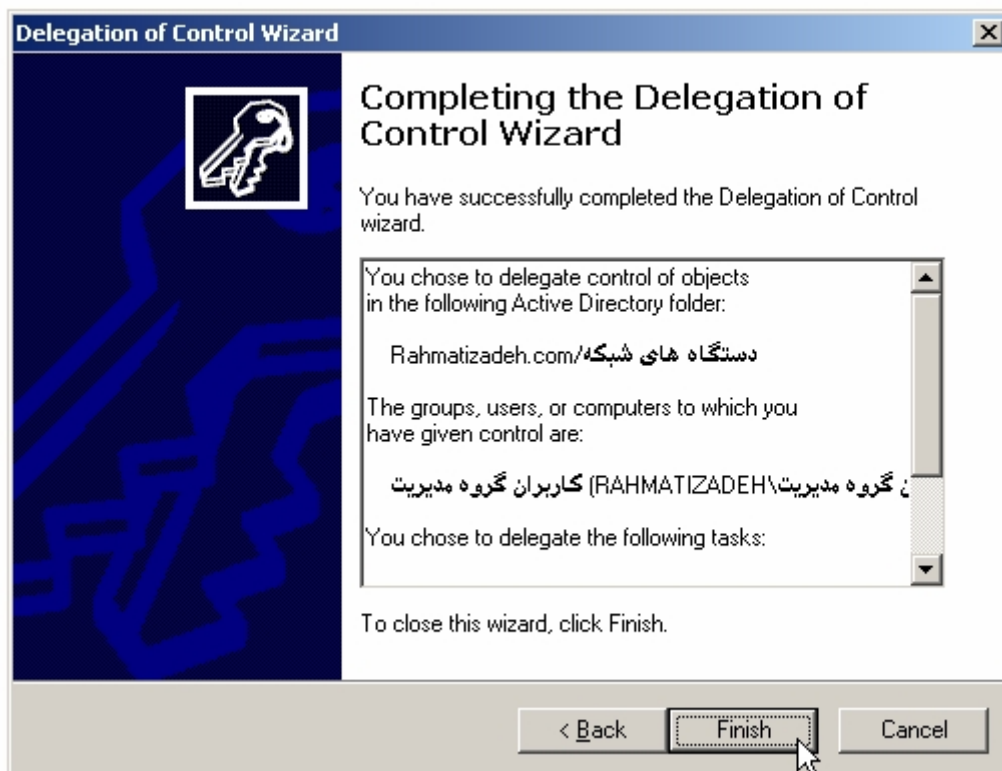 Delegation of Control Wizard
Completing the Delegation of
Control Wizard
You have successfully completed the Delegation of Control
wizard.
You chose to delegate control of objects
in the following Active Directory folder:
Rahmatizadeh.com/دستگاه های شبکه
The groups, users, or computers to which you
have given control are:
کاربران گروه مدیریت (RAHMATIZADEH\ن گروه مدیریت
You chose to delegate the following tasks:
To close this wizard, click Finish.
< Back
Finish
Cancel